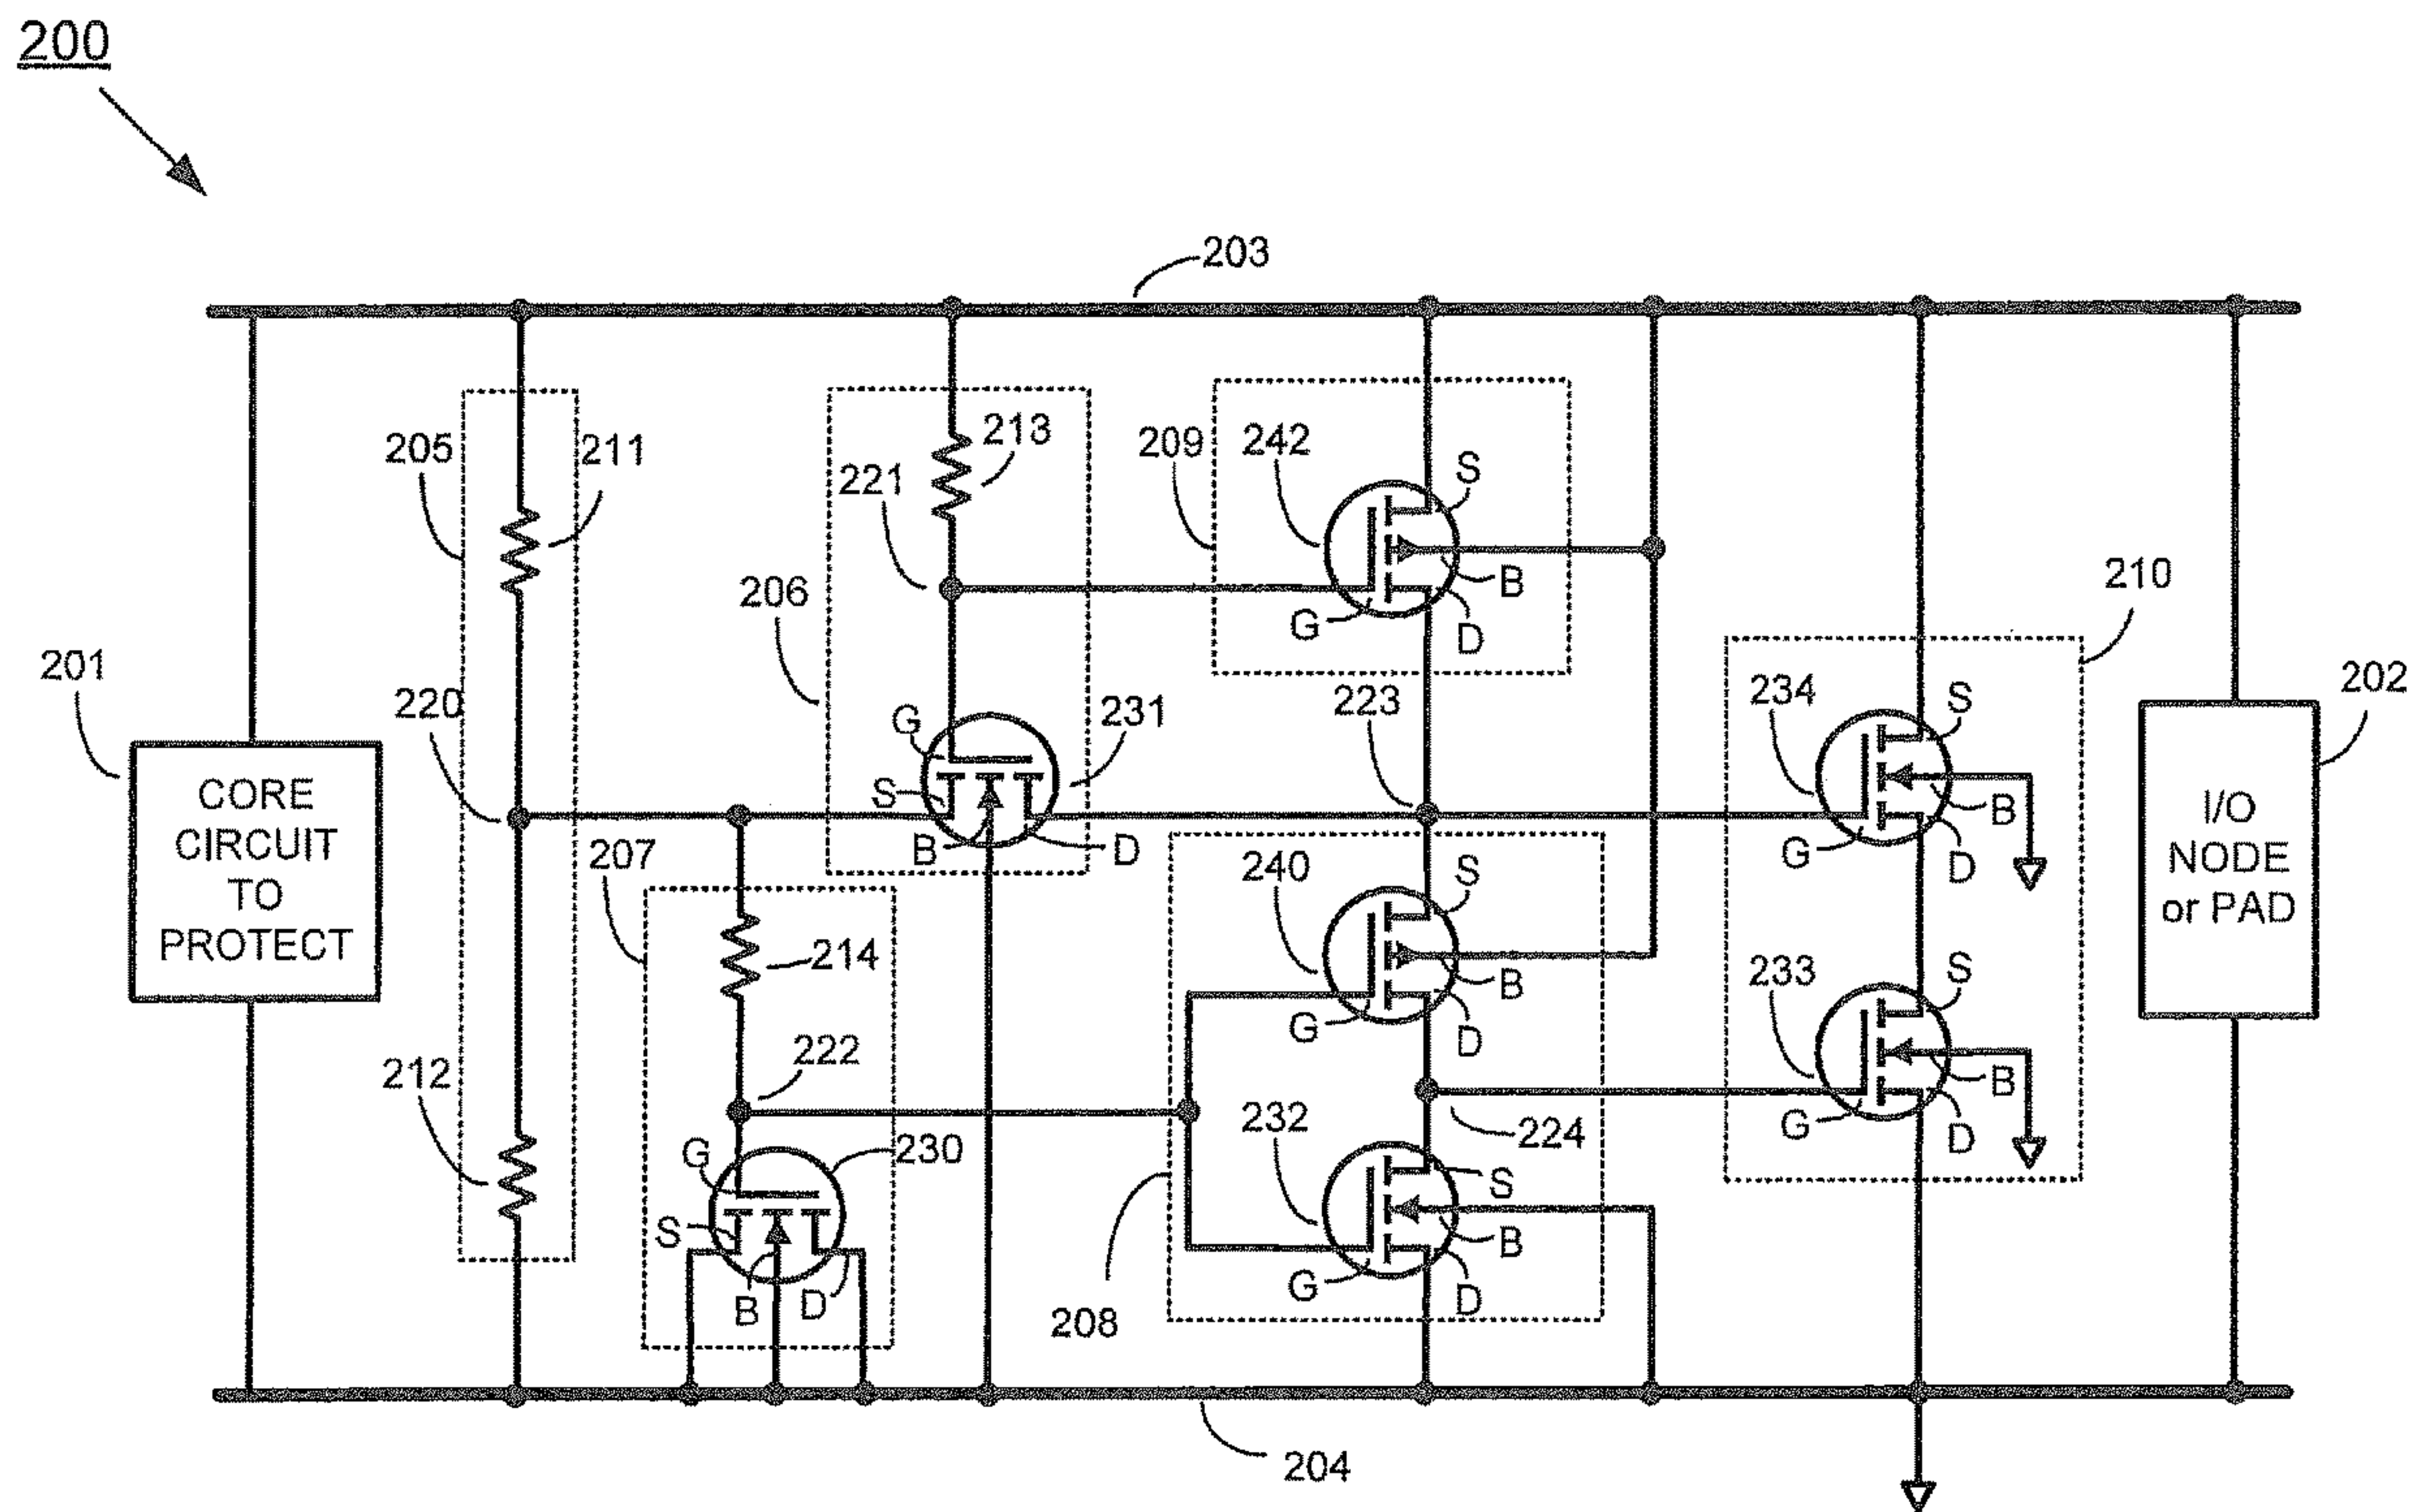 200
203
205
211
213
221
209
242
S
B
G
D
206
210
201
220
G
231
223
234
S
202
CORE
CIRCUIT
TO
PROTECT
S
B
D
B
G
D
I/O
NODE
or PAD
207
240
S
214
B
G
D
233
S
222
B
G
D
212
224
G
230
232
S
S
B
B
D
G
D
208
204